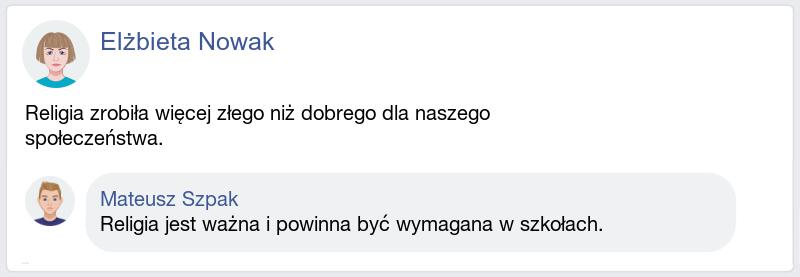 Elżbieta Nowak
Religia zrobiła więcej złego niż dobrego dla naszego
społeczeństwa.
Mateusz Szpak
Religia jest ważna i powinna być wymagana w szkołach.